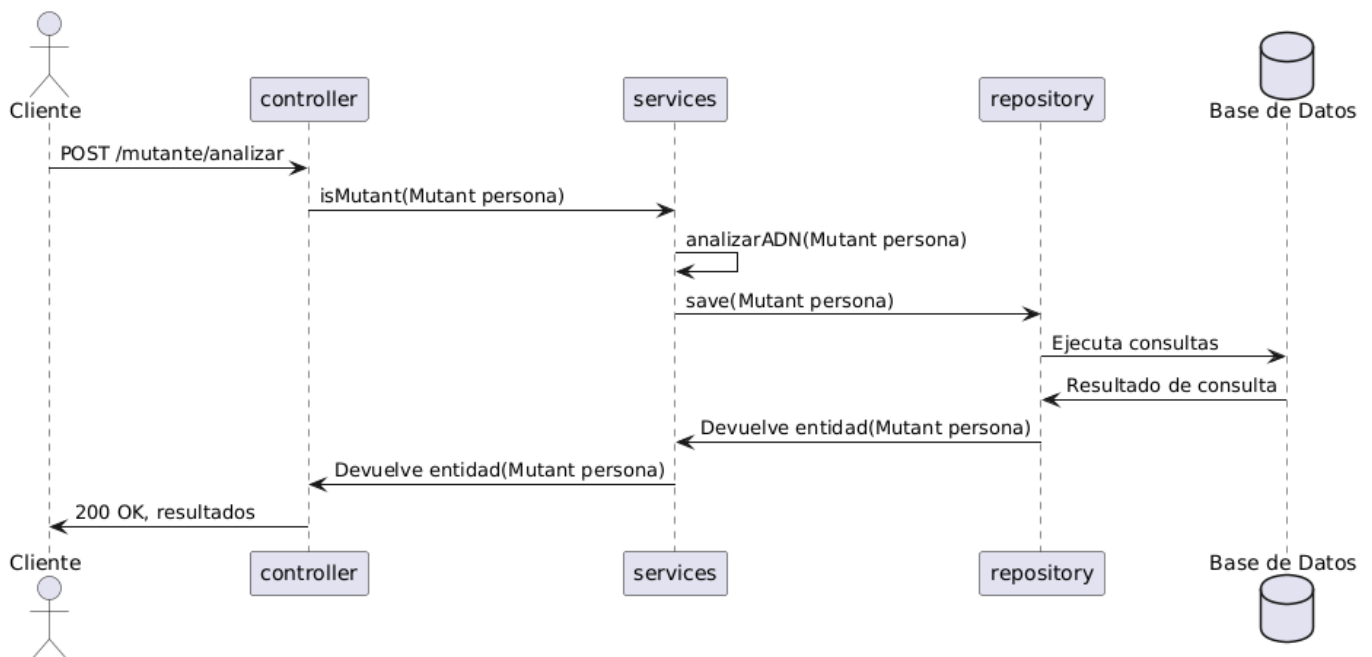 Cliente
controller
services
repository
Base de Datos
POST /mutante/analizar
isMutant(Mutant persona)
analizarADN(Mutant persona)
save(Mutant persona)
Ejecuta consultas
Resultado de consulta
Devuelve entidad(Mutant persona)
Devuelve entidad(Mutant persona)
200 OK, resultados
Cliente
controller
services
repository
Base de Datos